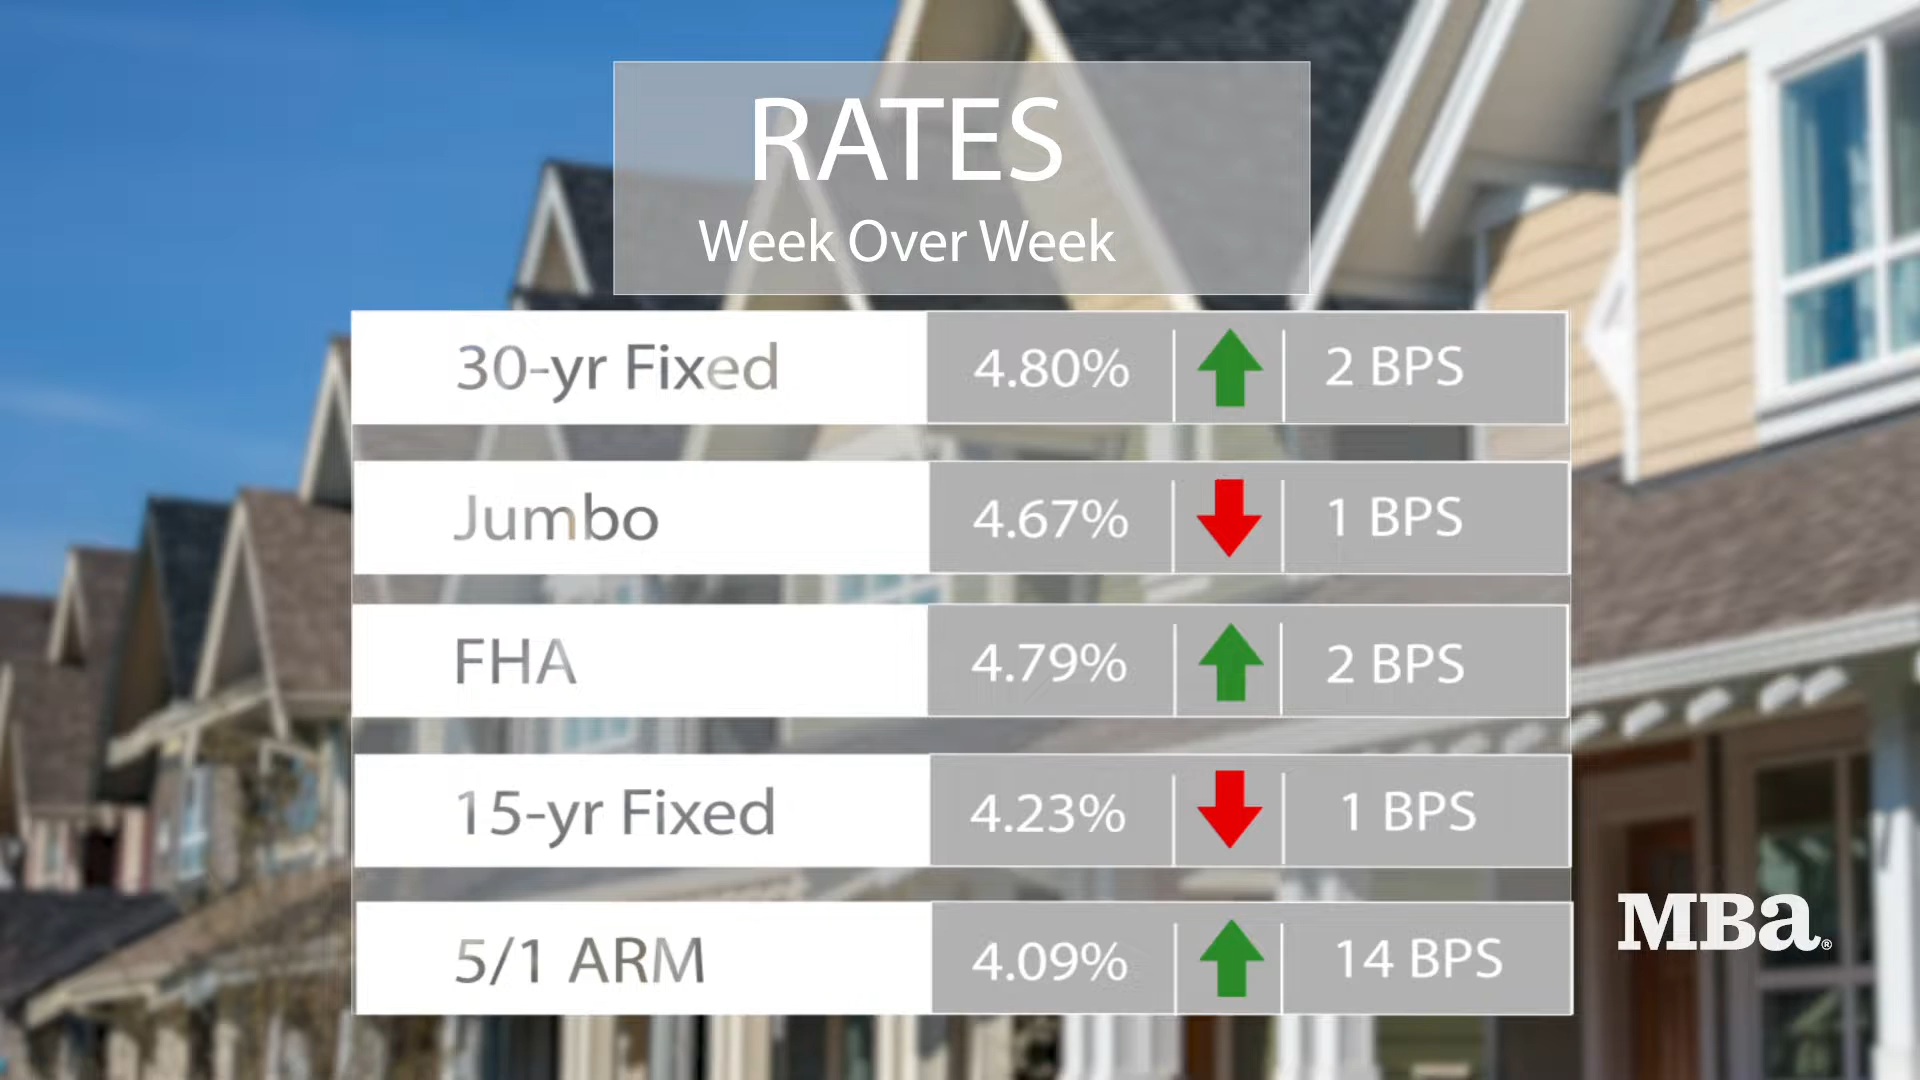 RATES
Week Over Week
30-yr Fixed 4.80% 2 BPS
Jumbo 4.67% 1 BPS
FHA 4.79% 2 BPS
15-yr Fixed 4.23% 1 BPS
5/1 ARM 4.09% 14 BPS
MBa®